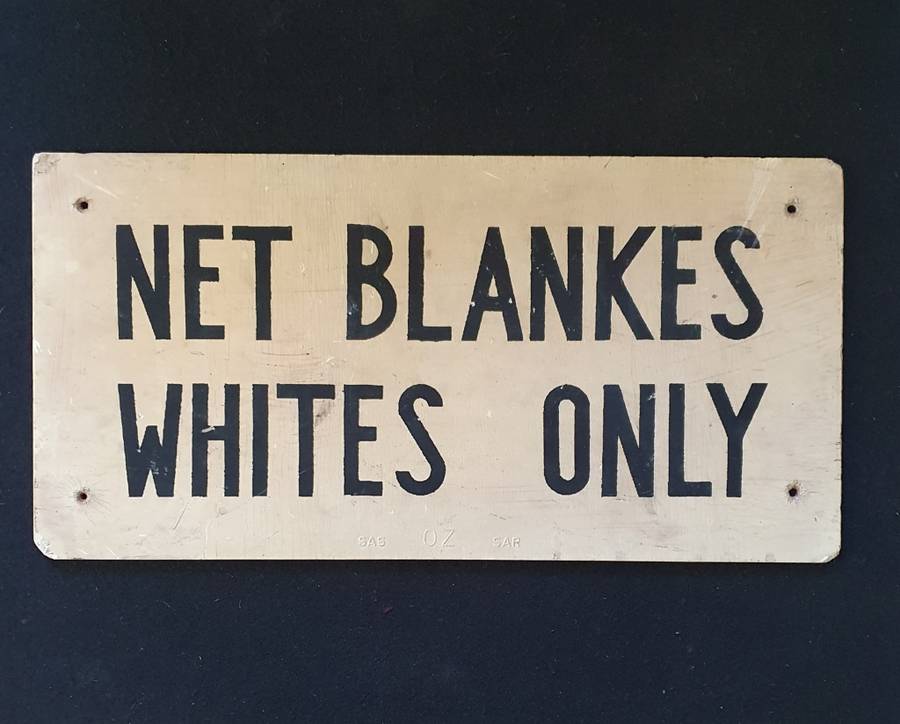 NET BLANKES
WHITES ONLY
SAS OZ SAR